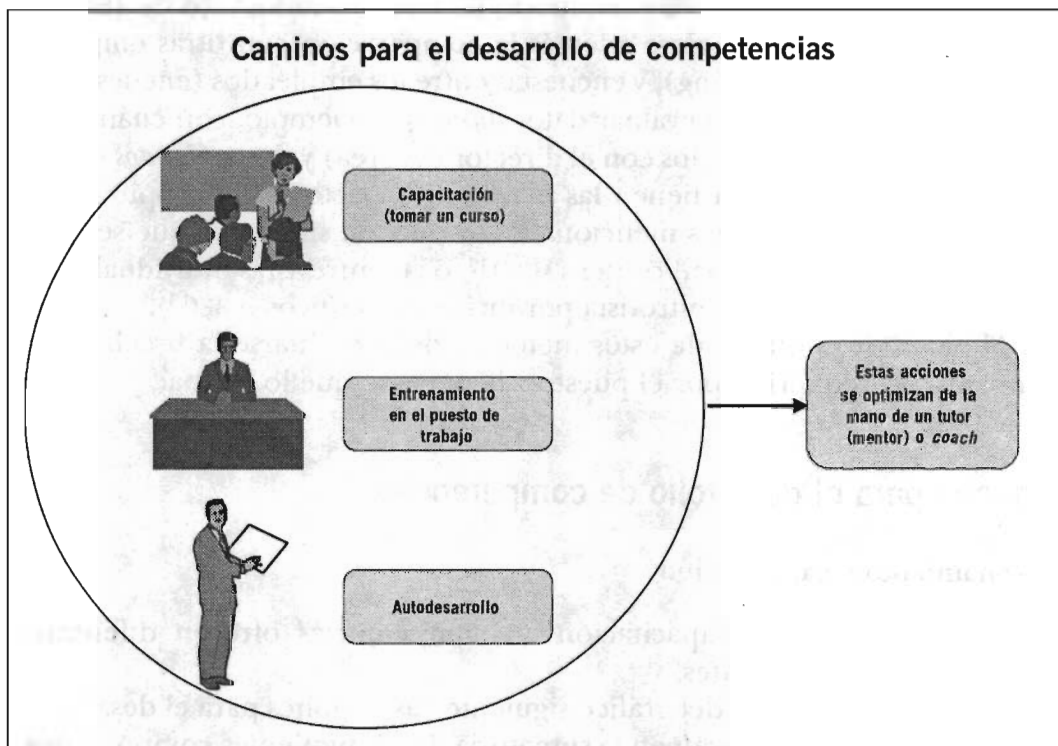 Caminos para el desarrollo de competencias
Capacitación
(tomar un curso)
Entrenamiento
en el puesto de
trabajo
Autodesarrollo
Estas acciones
se optimizan de la
mano de un tutor
(mentor) o coach